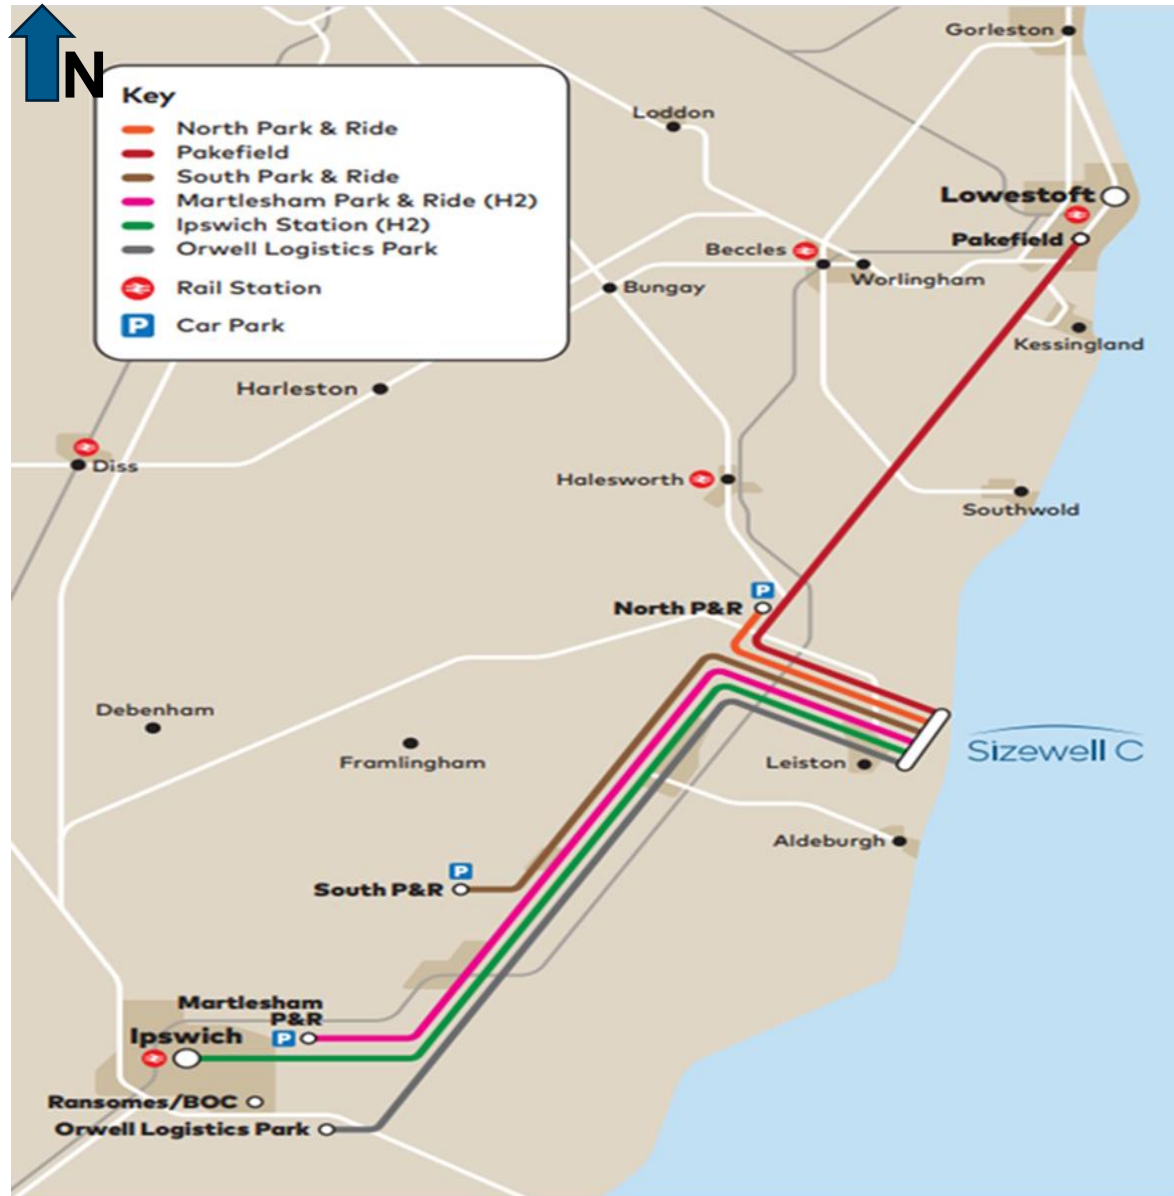 N
Key
North Park & Ride
Pakefield
South Park & Ride
Martlesham Park & Ride (H2)
Ipswich Station (H2)
Orwell Logistics Park
Rail Station
P Car Park
Gorleston
Loddon
Lowestoft
Pakefield
Beccles
Worlingham
Bungay
Kessingland
Harleston
Diss
Halesworth
Southwold
P
North P&R
Debenham
Framlingham
Sizewell C
Leiston
Aldeburgh
P
South P&R
Martlesham
P&R
P
Ipswich
Ransomes/BOC
Orwell Logistics Park